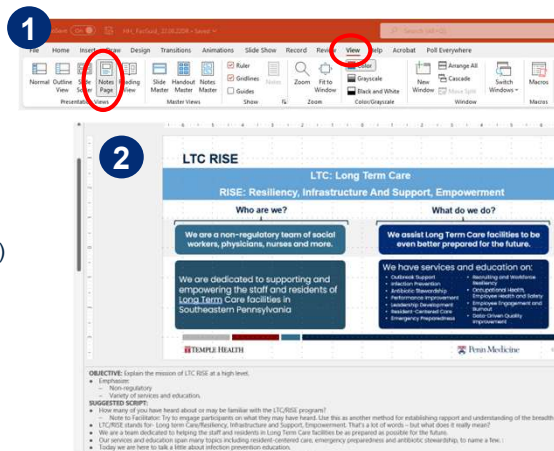 1
HH_FacGuid_22.08.2208 • Saved
Search (Alt+Q)
File Home Insert Draw Design Transitions Animations Slide Show Record Review View Help Acrobat Poll Everywhere
Normal Outline View Slide Sorter Notes Page Reading View
Slide Master Handout Master Notes Master
Ruler
Gridlines
Guides
Notes
Zoom Fit to Window
Color
Grayscale
Black and White
New Window
Arrange All
Cascade
Move Split
Switch Windows
Macros
Presentation Views Master Views Show Zoom Color/Grayscale Window Macros
2
)
LTC RISE
LTC: Long Term Care
RISE: Resiliency, Infrastructure And Support, Empowerment
Who are we?
We are a non-regulatory team of social
workers, physicians, nurses and more.
We are dedicated to supporting and
empowering the staff and residents of
Long Term Care facilities in
Southeastern Pennsylvania
What do we do?
We assist Long Term Care facilities to be
even better prepared for the future.
We have services and education on:
• Outbreak Support
• Infection Prevention
• Antibiotic Stewardship
• Performance Improvement
• Leadership Development
• Resident-Centered Care
• Emergency Preparedness
• Recruiting and Workforce
Resiliency
• Occupational Health,
Employee Health and Safety
• Employee Engagement and
Burnout
• Data-Driven Quality
Improvement
TEMPLE HEALTH
Penn Medicine
OBJECTIVE: Explain the mission of LTC RISE at a high level.
• Emphasize:
– Non-regulatory
– Variety of services and education.
SUGGESTED SCRIPT:
• How many of you have heard about or may be familiar with the LTC/RISE program?
– Note to Facilitator: Try to engage participants on what they may have heard. Use this as another method for establishing rapport and understanding of the breadth
• LTC/RISE stands for- Long term Care/Resiliency, Infrastructure and Support, Empowerment. That's a lot of words – but what does it really mean?
• We are a team dedicated to helping the staff and residents in Long Term Care facilities be as prepared as possible for the future.
• Our services and education span many topics including resident-centered care, emergency preparedness and antibiotic stewardship, to name a few. :
• Today we are here to talk a little about infection prevention education.